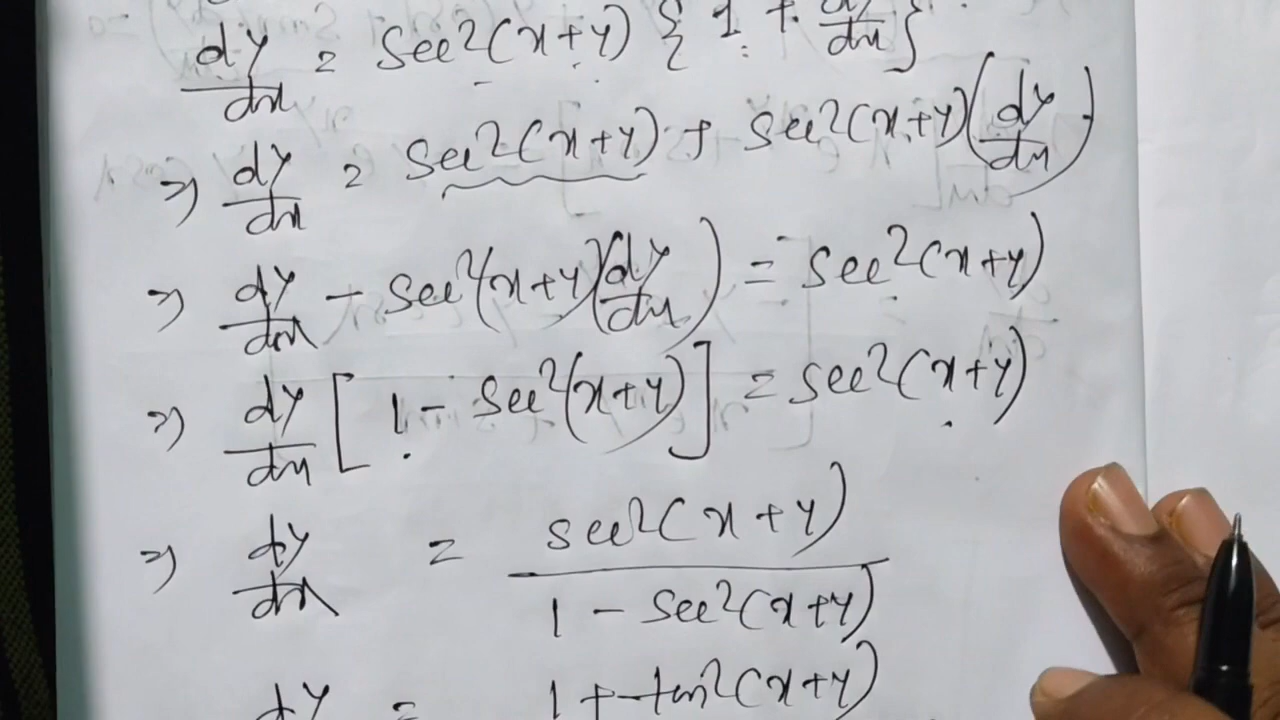 dy/dx = sec²(x+y) { 1 + dy/dx }
⇒ dy/dx = sec²(x+y) + sec²(x+y) (dy/dx)
⇒ dy/dx - sec²(x+y) (dy/dx) = sec²(x+y)
⇒ dy/dx [ 1 - sec²(x+y) ] = sec²(x+y)
⇒ dy/dx = sec²(x+y) / 1 - sec²(x+y)
dy = 1 + tan²(x+y)